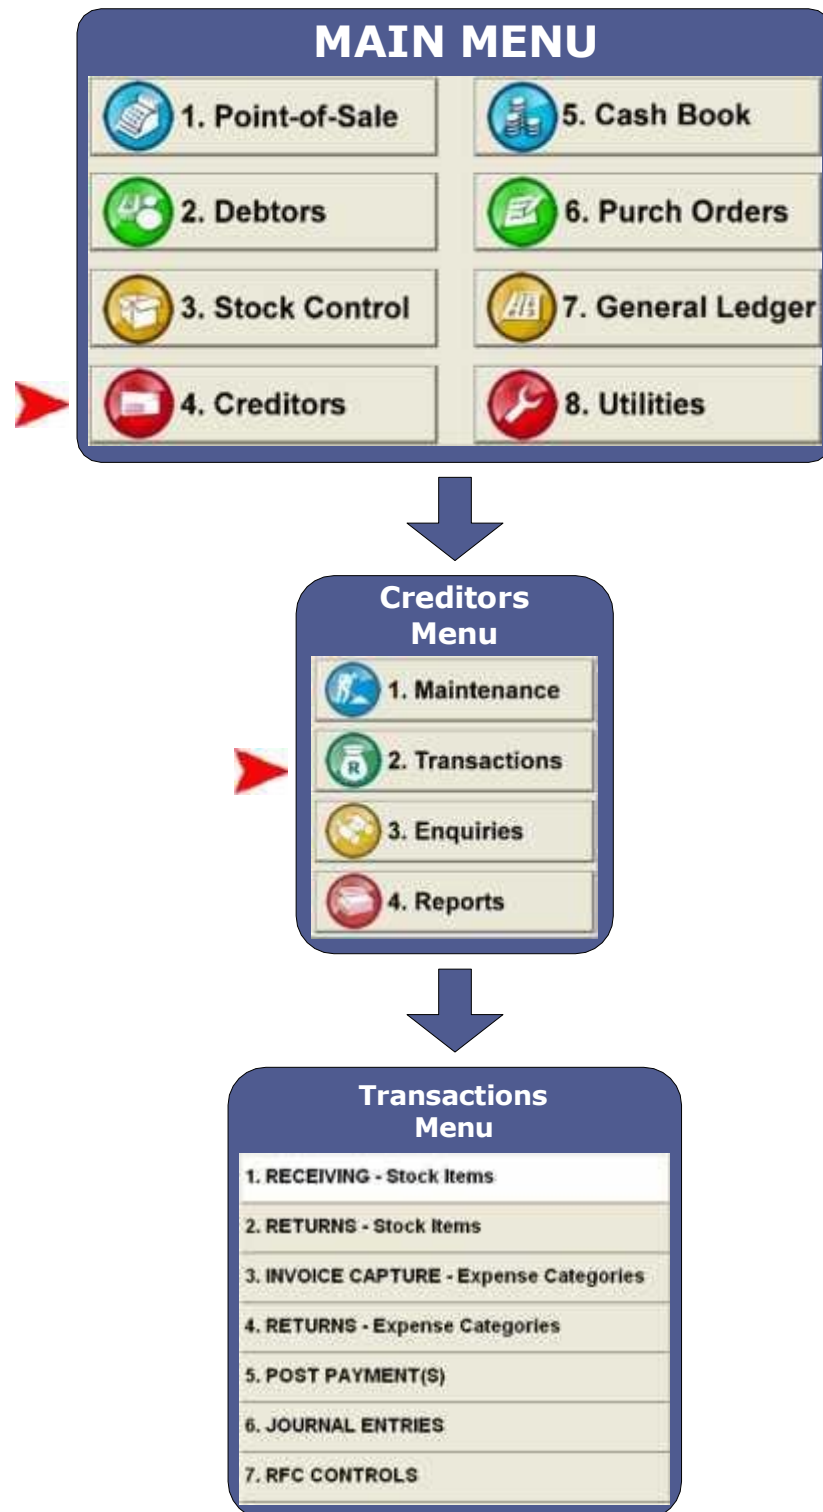 MAIN MENU
1. Point-of-Sale
5. Cash Book
2. Debtors
6. Purch Orders
3. Stock Control
7. General Ledger
4. Creditors
8. Utilities
Creditors
Menu
1. Maintenance
R
2. Transactions
3. Enquiries
4. Reports
Transactions
Menu
1. RECEIVING - Stock Items
2. RETURNS - Stock Items
3. INVOICE CAPTURE - Expense Categories
4. RETURNS - Expense Categories
5. POST PAYMENT(S)
6. JOURNAL ENTRIES
7. RFC CONTROLS